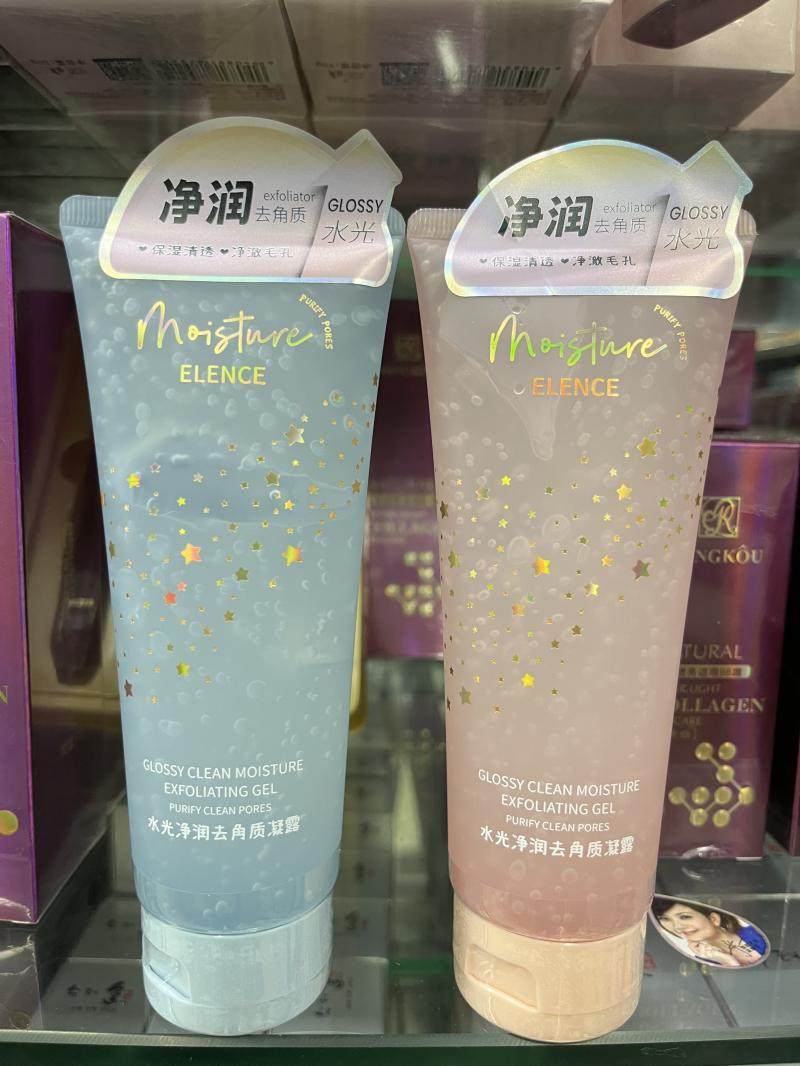 净润
exfoliator
去角质
GLOSSY
水光
❤保湿清透 ❤净澈毛孔
Moisture
PURIFY PORES
ELENCE
GLOSSY CLEAN MOISTURE
EXFOLIATING GEL
PURIFY CLEAN PORES
水光净润去角质凝露
净润
exfoliator
去角质
GLOSSY
水光
❤保湿清透 ❤净澈毛孔
Moisture
PURIFY PORES
ELENCE
GLOSSY CLEAN MOISTURE
EXFOLIATING GEL
PURIFY CLEAN PORES
水光净润去角质凝露
NGKÔU
TURAL
LIGHT
OLLAGEN
CARE